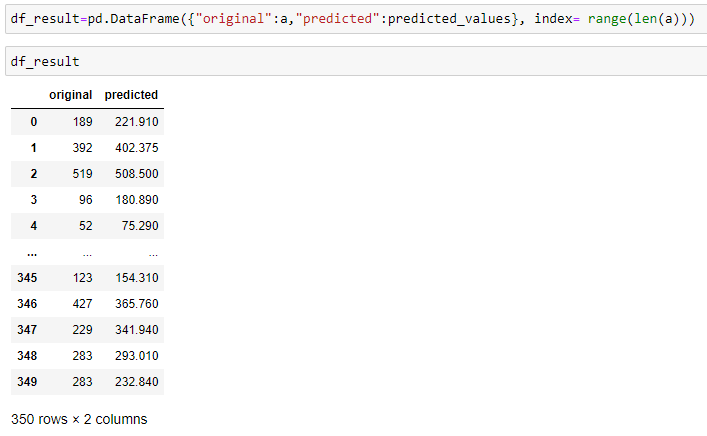 df_result=pd.DataFrame({"original":a,"predicted":predicted_values}, index= range(len(a)))
df_result
original predicted
0 189 221.910
1 392 402.375
2 519 508.500
3 96 180.890
4 52 75.290
... ... ...
345 123 154.310
346 427 365.760
347 229 341.940
348 283 293.010
349 283 232.840
350 rows × 2 columns